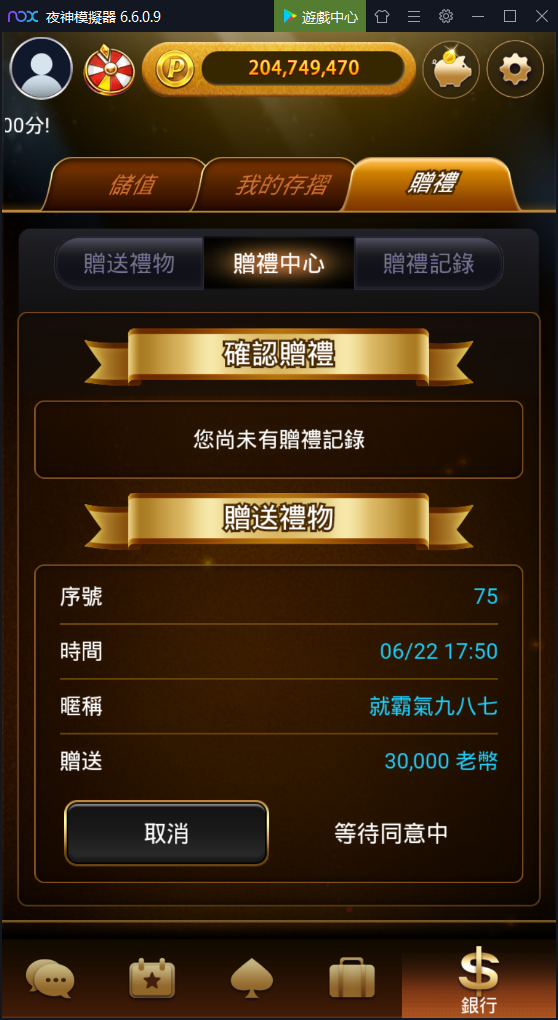 nox 夜神模擬器 6.6.0.9 遊戲中心
P 204,749,470
00分!
儲值 我的存摺 贈禮
贈送禮物 贈禮中心 贈禮記錄
確認贈禮
您尚未有贈禮記錄
贈送禮物
序號 75
時間 06/22 17:50
暱稱 就霸氣九八七
贈送 30,000 老幣
取消 等待同意中
$
銀行